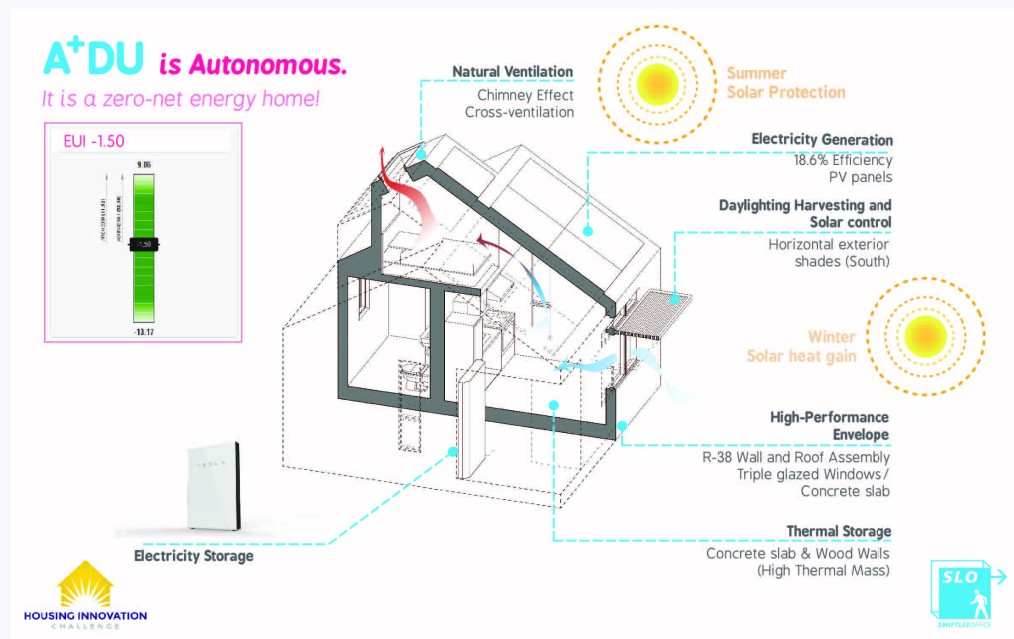 A+DU is Autonomous.
It is a zero-net energy home!
EUI -1.50
9.06
-1.50
-13.17
Natural Ventilation
Chimney Effect
Cross-ventilation
Summer
Solar Protection
Electricity Generation
18.6% Efficiency
PV panels
Daylighting Harvesting and
Solar control
Horizontal exterior
shades (South)
Winter
Solar heat gain
High-Performance
Envelope
R-38 Wall and Roof Assembly
Triple glazed Windows/
Concrete slab
Thermal Storage
Concrete slab & Wood Walls
(High Thermal Mass)
TESLA
Electricity Storage
HOUSING INNOVATION
CHALLENGE
SLO
SWIFTLEEOFFICE